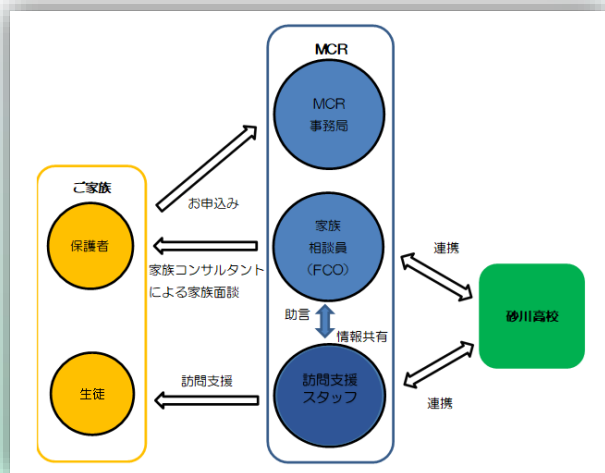 MCR
MCR
事務局
ご家族
お申込み
保護者
家族
相談員
（FCO）
連携
家族コンサルタント
による家族面談
砂川高校
助言
情報共有
生徒
訪問支援
訪問支援
スタッフ
連携